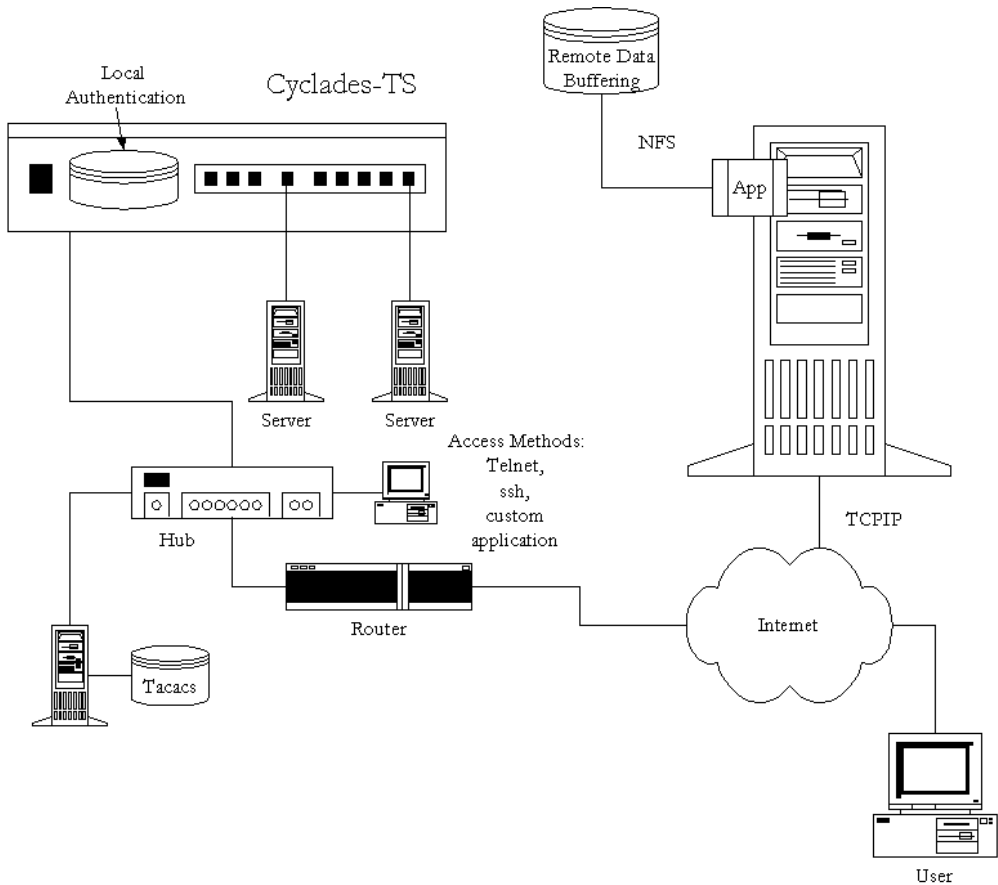 Remote Data
Buffering
Local
Authentication
Cyclades-TS
NFS
App
Server
Server
Access Methods:
Telnet,
ssh,
custom
application
TCPIP
Hub
Router
Internet
Tacacs
User